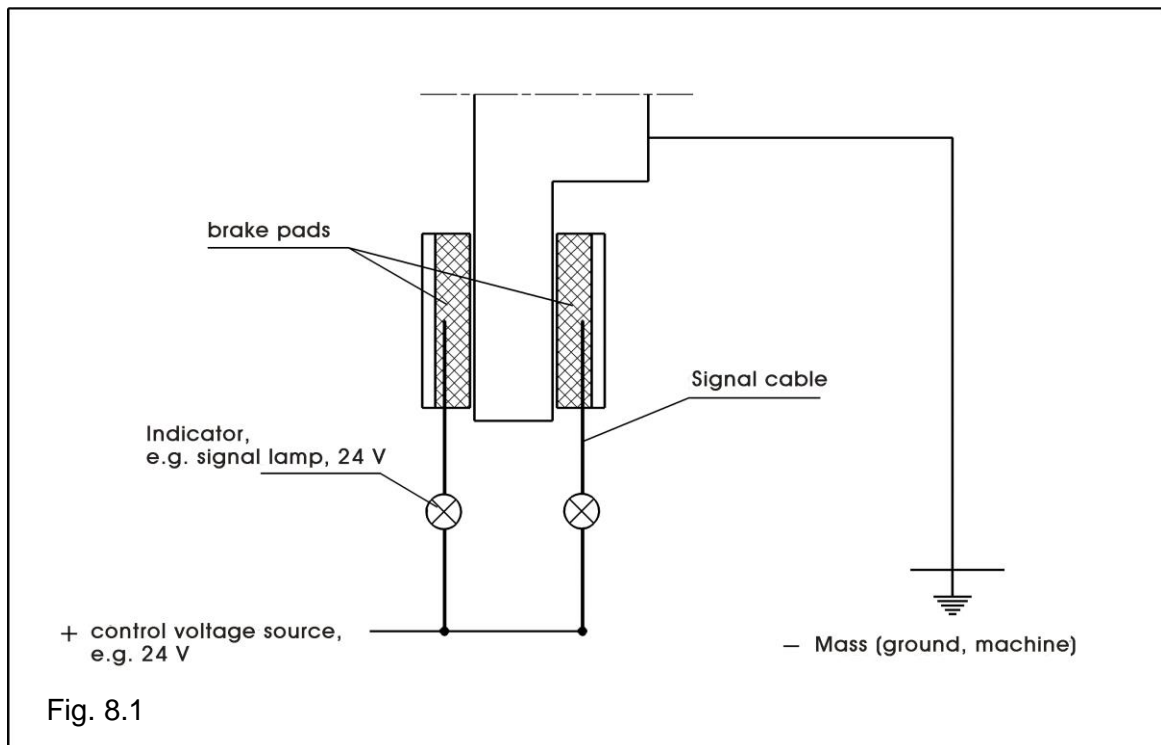 brake pads
Signal cable
Indicator,
e.g. signal lamp, 24 V
+ control voltage source,
e.g. 24 V
– Mass (ground, machine)
Fig. 8.1